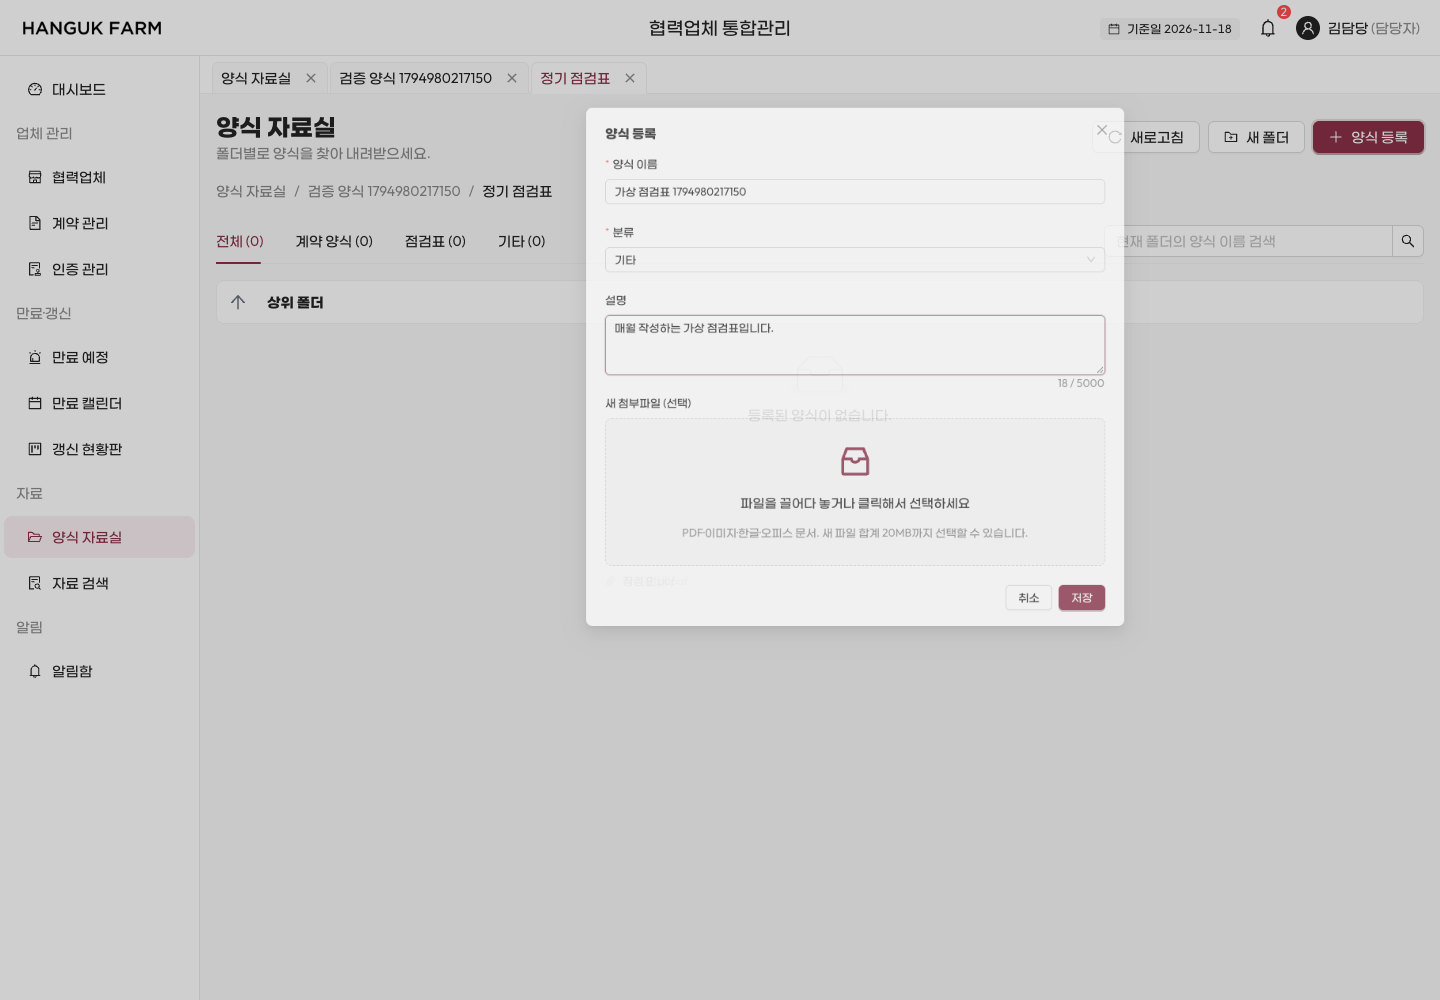 HANGUK FARM
협력업체 통합관리
기준일 2026-11-18
2
김담당 (담당자)
대시보드
업체 관리
협력업체
계약 관리
인증 관리
만료·갱신
만료 예정
만료 캘린더
갱신 현황판
자료
양식 자료실
자료 검색
알림
알림함
양식 자료실
검증 양식 1794980217150
정기 점검표
양식 자료실
폴더별로 양식을 찾아 내려받으세요.
새로고침
새 폴더
양식 등록
양식 자료실 / 검증 양식 1794980217150 / 정기 점검표
전체 (0)
계약 양식 (0)
점검표 (0)
기타 (0)
현재 폴더의 양식 이름 검색
상위 폴더
등록된 양식이 없습니다.
양식 등록
* 양식 이름
가상 점검표 1794980217150
* 분류
기타
설명
매월 작성하는 가상 점검표입니다.
18 / 5000
새 첨부파일 (선택)
파일을 끌어다 놓거나 클릭해서 선택하세요
PDF·이미지·한글·오피스 문서. 새 파일 합계 20MB까지 선택할 수 있습니다.
취소
저장